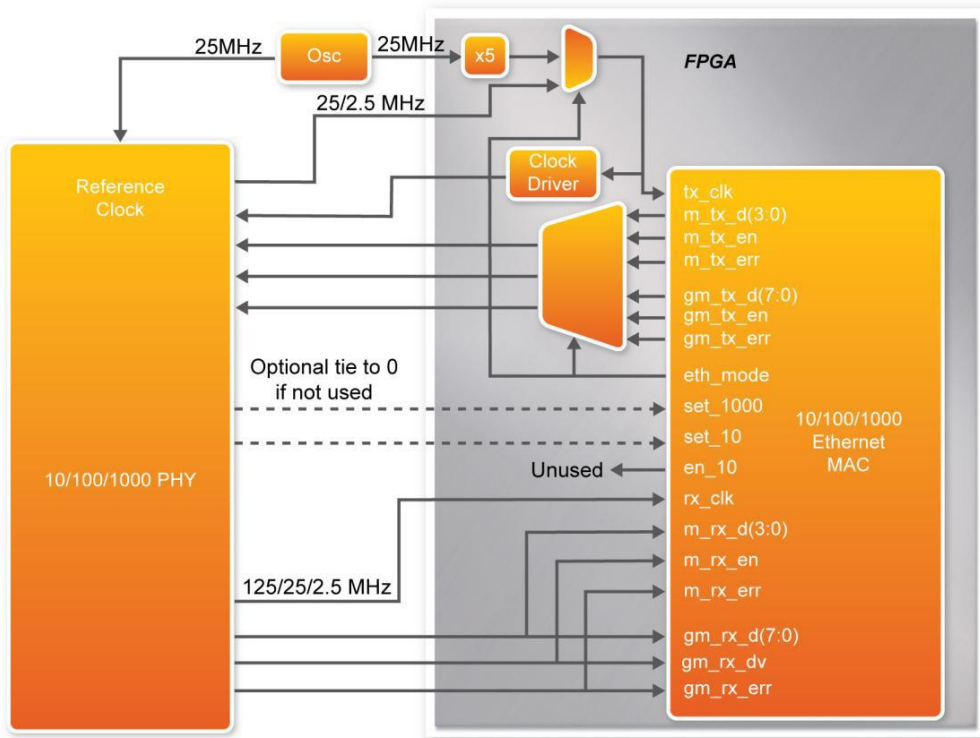 25MHz
Osc
25MHz
x5
FPGA
25/2.5 MHz
Reference
Clock
Clock
Driver
tx_clk
m_tx_d(3:0)
m_tx_en
m_tx_err
gm_tx_d(7:0)
gm_tx_en
gm_tx_err
eth_mode
Optional tie to 0
if not used
set_1000
set_10
10/100/1000
Ethernet
MAC
10/100/1000 PHY
Unused
en_10
rx_clk
m_rx_d(3:0)
m_rx_en
125/25/2.5 MHz
m_rx_err
gm_rx_d(7:0)
gm_rx_dv
gm_rx_err